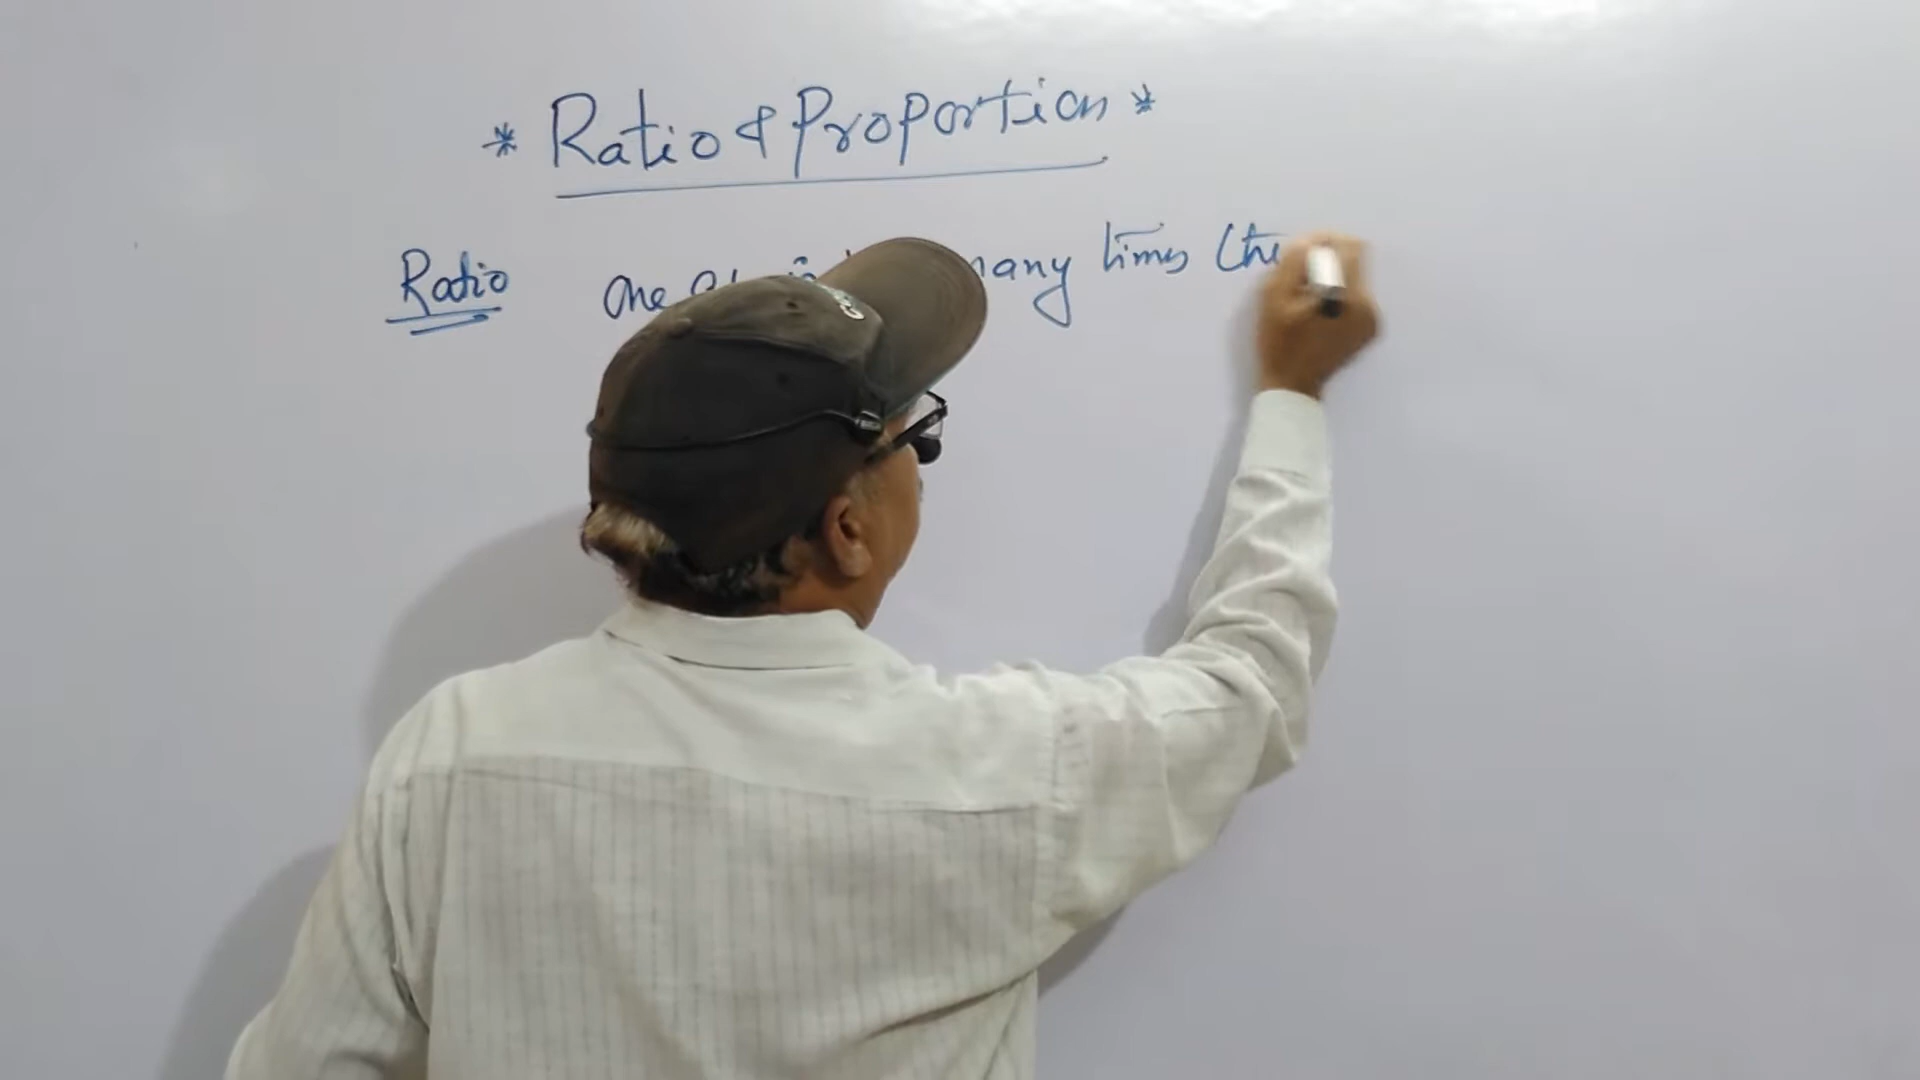 * Ratio & Proportion *
Ratio one many times the